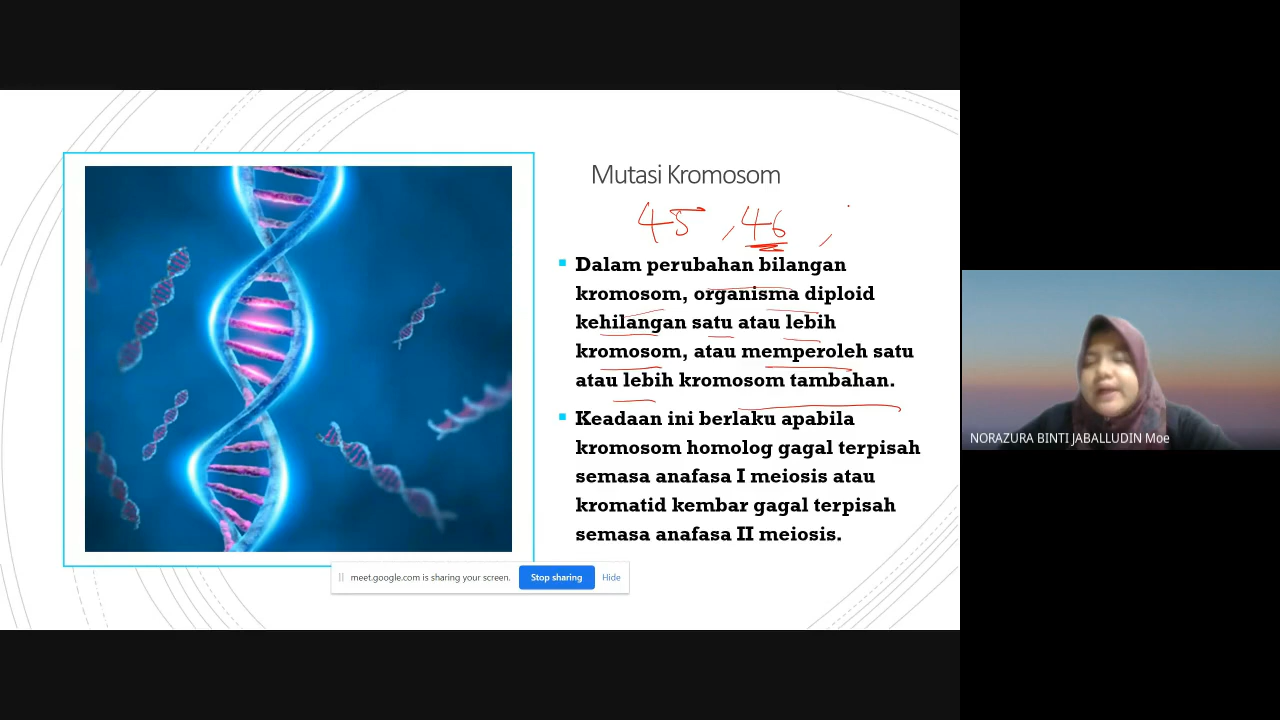 Mutasi Kromosom
45 , 46 ,
Dalam perubahan bilangan
kromosom, organisma diploid
kehilangan satu atau lebih
kromosom, atau memperoleh satu
atau lebih kromosom tambahan.
Keadaan ini berlaku apabila
kromosom homolog gagal terpisah
semasa anafasa I meiosis atau
kromatid kembar gagal terpisah
semasa anafasa II meiosis.
meet.google.com is sharing your screen. Stop sharing Hide
NORAZURA BINTI JABALLUDIN Moe